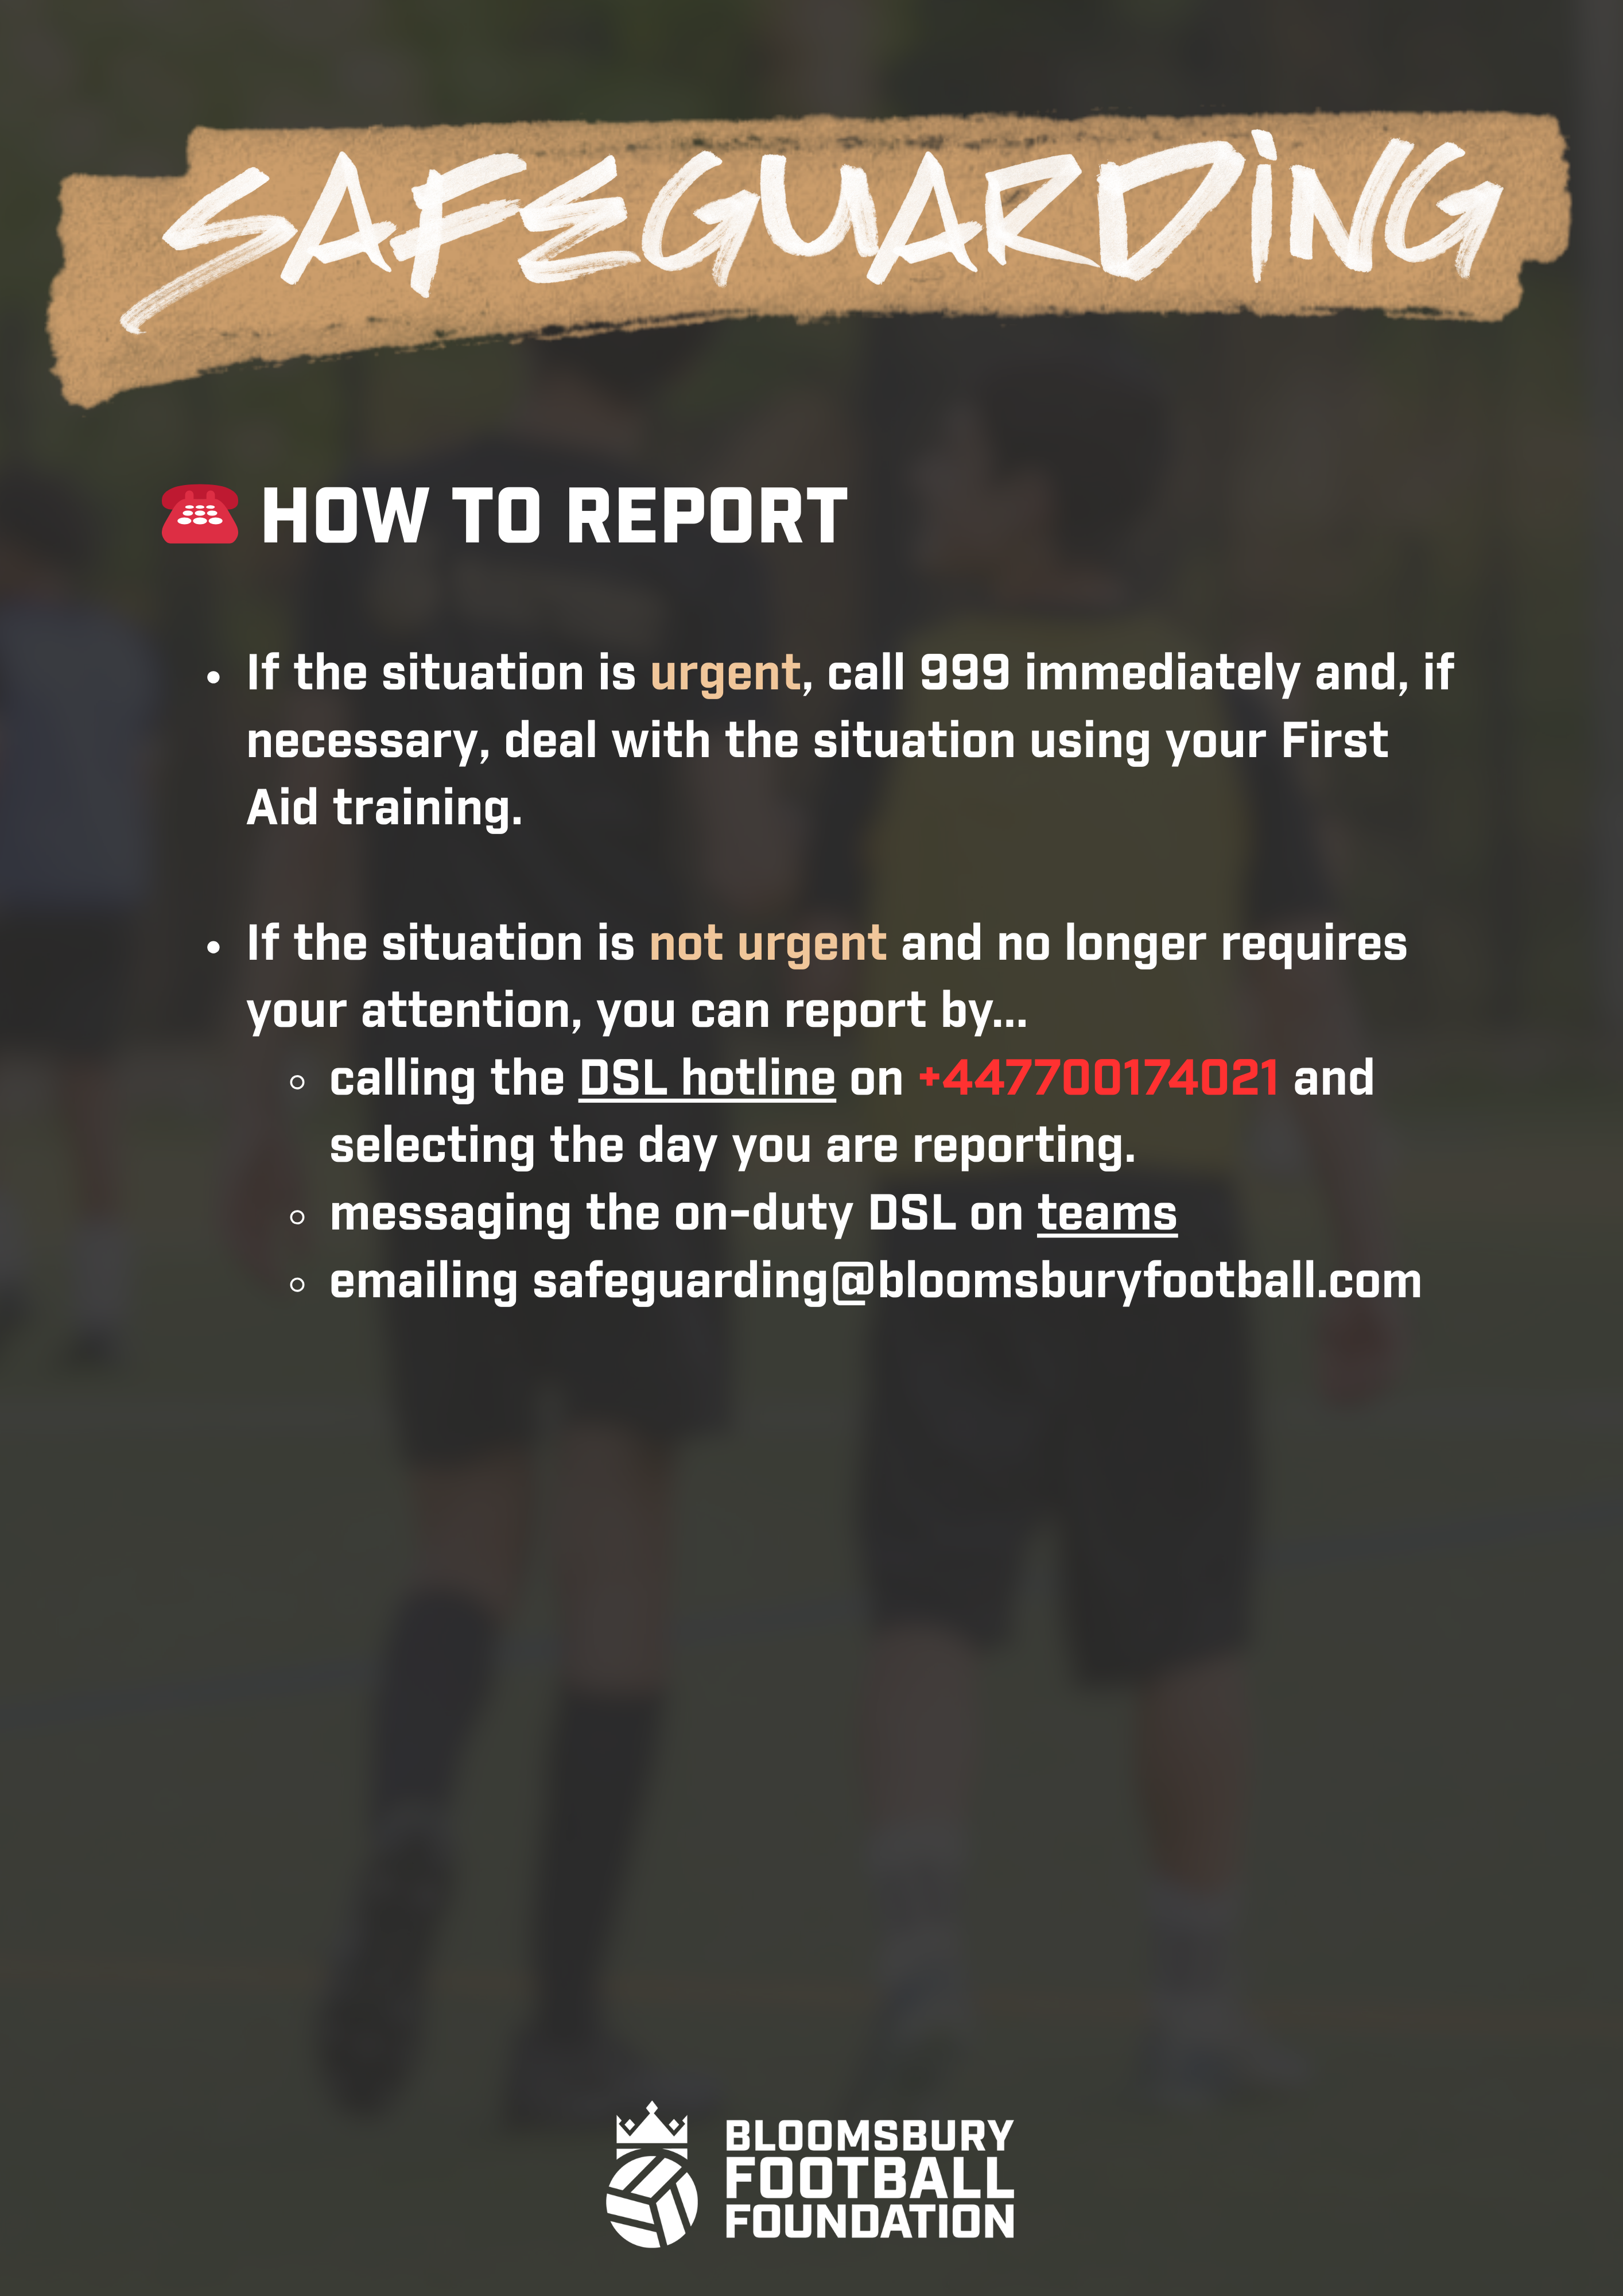 SAFEGUARDING
HOW TO REPORT
• If the situation is urgent, call 999 immediately and, if
necessary, deal with the situation using your First
Aid training.
• If the situation is not urgent and no longer requires
your attention, you can report by...
○ calling the DSL hotline on +447700174021 and
selecting the day you are reporting.
○ messaging the on-duty DSL on teams
○ emailing safeguarding@bloomsburyfootball.com
BLOOMSBURY
FOOTBALL
FOUNDATION